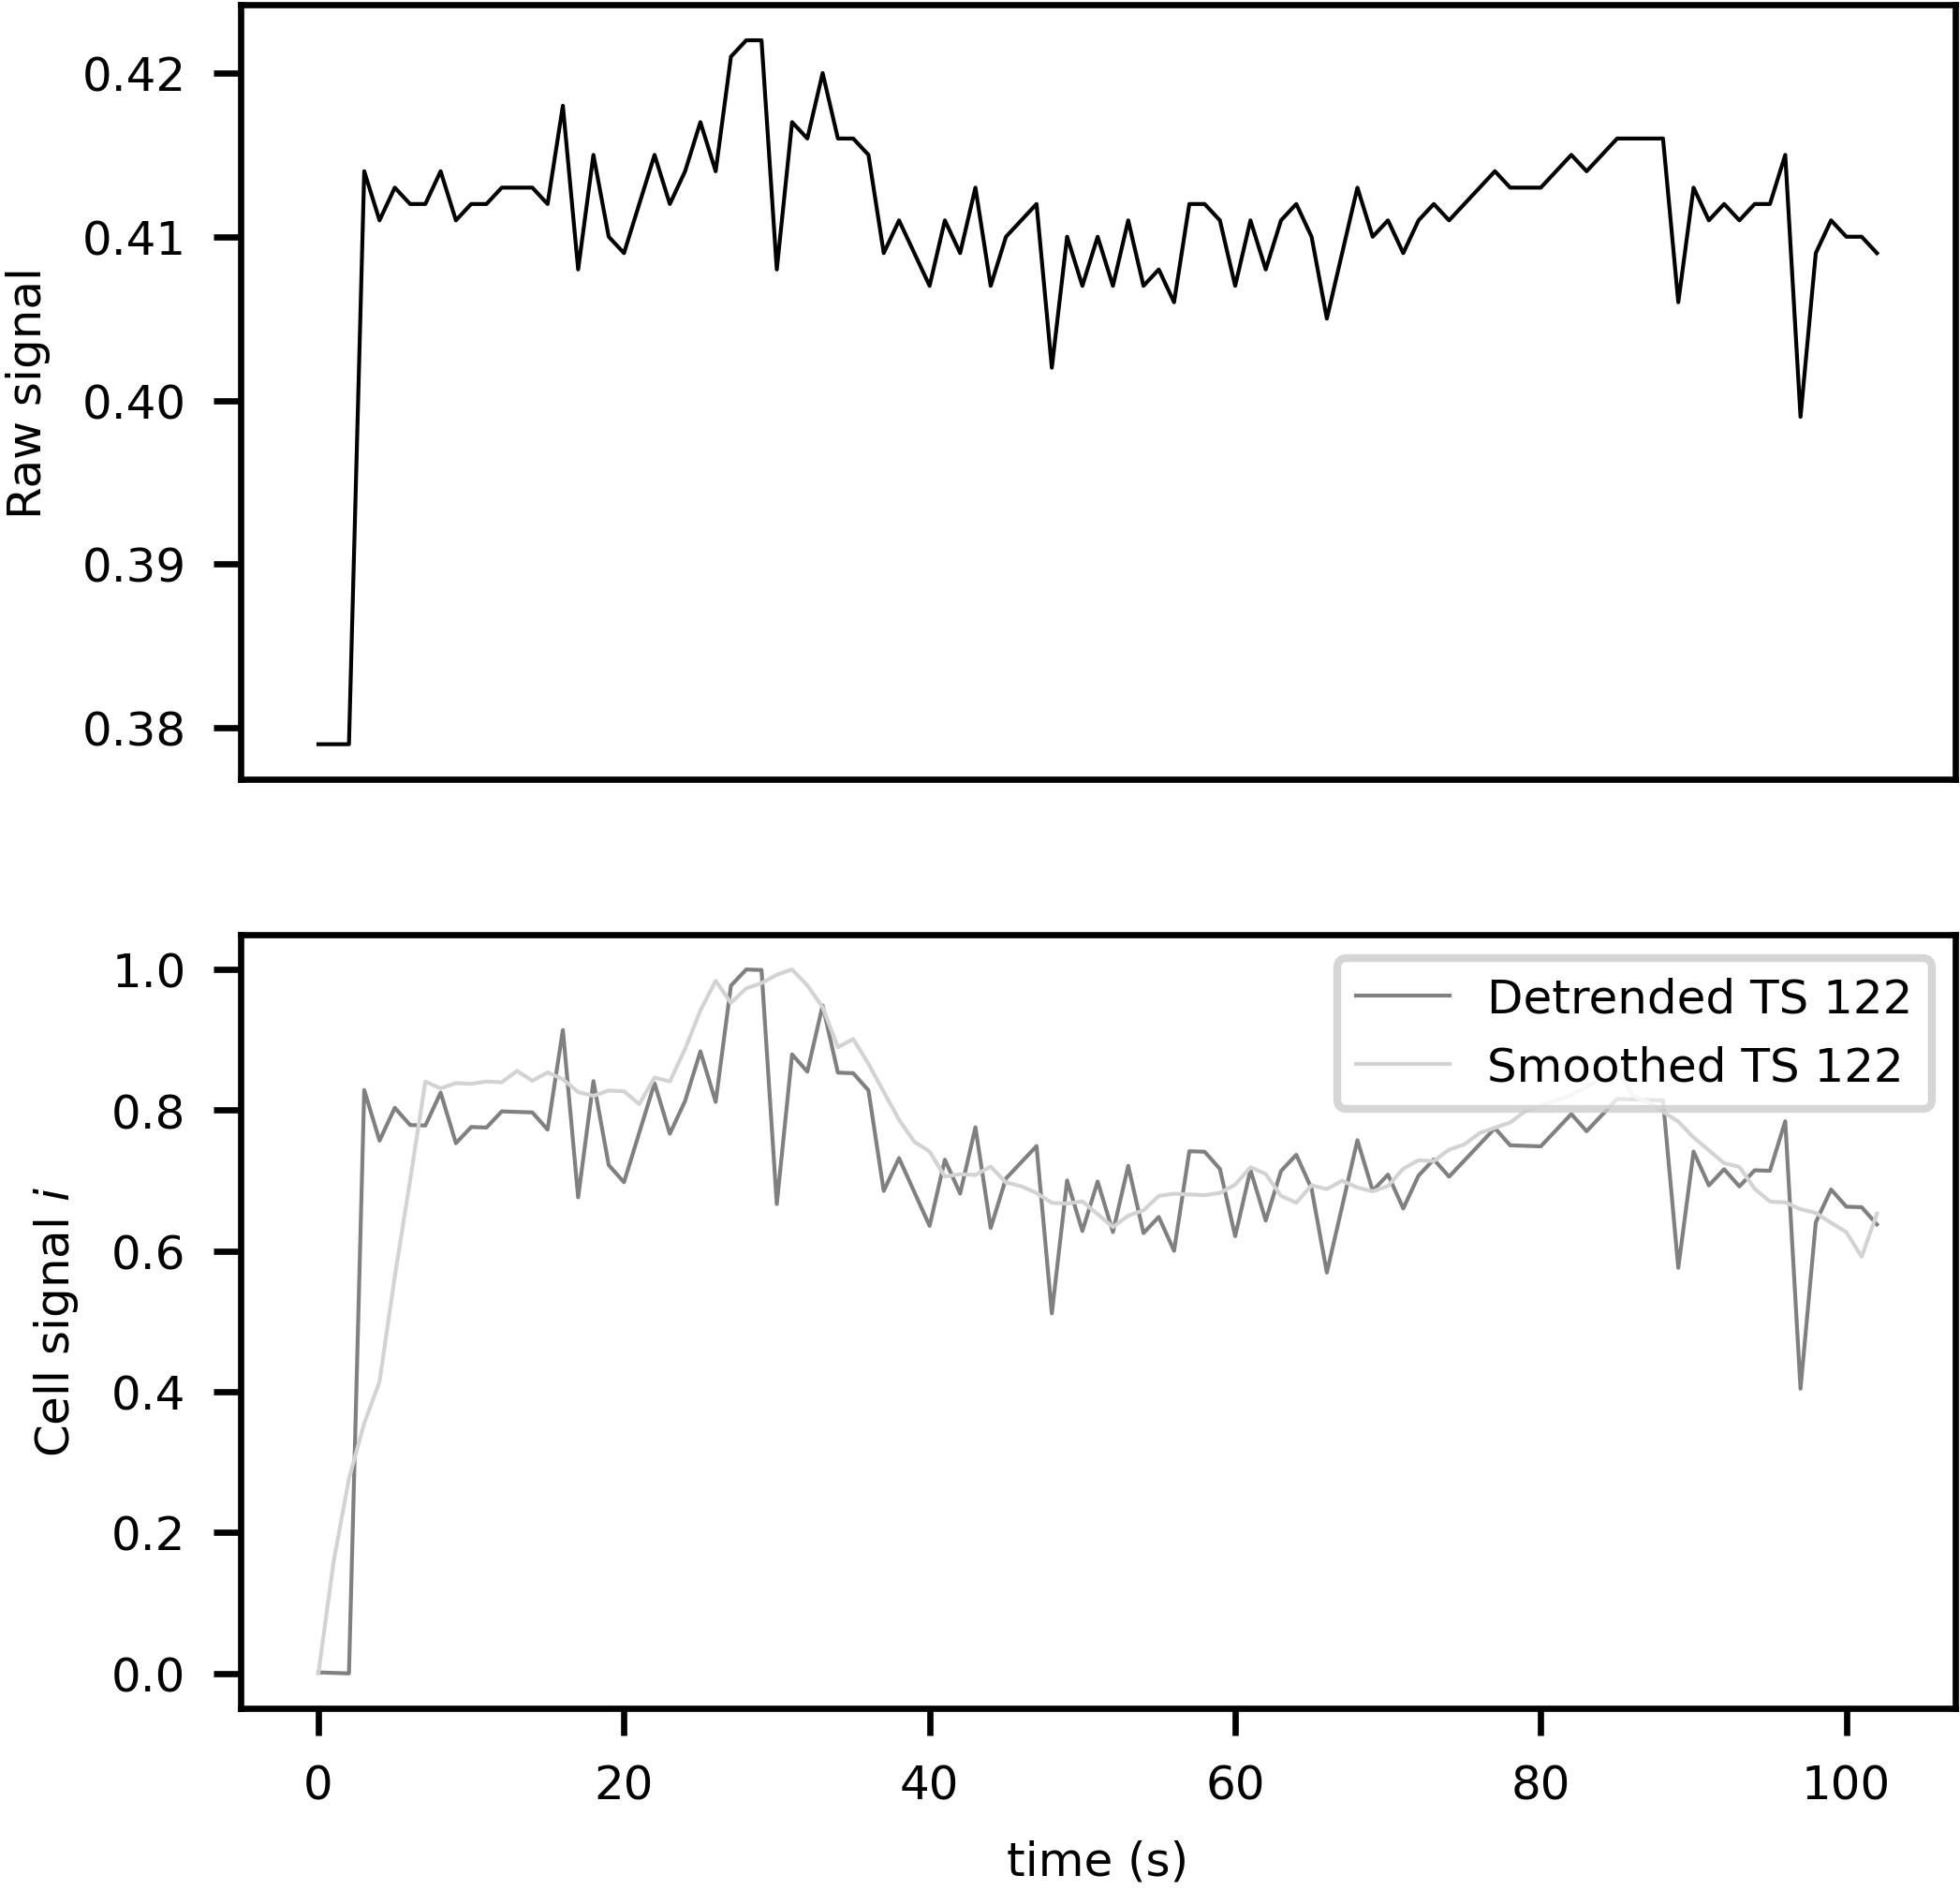 Raw signal
0.42
0.41
0.40
0.39
0.38
Cell signal i
1.0
0.8
0.6
0.4
0.2
0.0
Detrended TS 122
Smoothed TS 122
0 20 40 60 80 100
time (s)